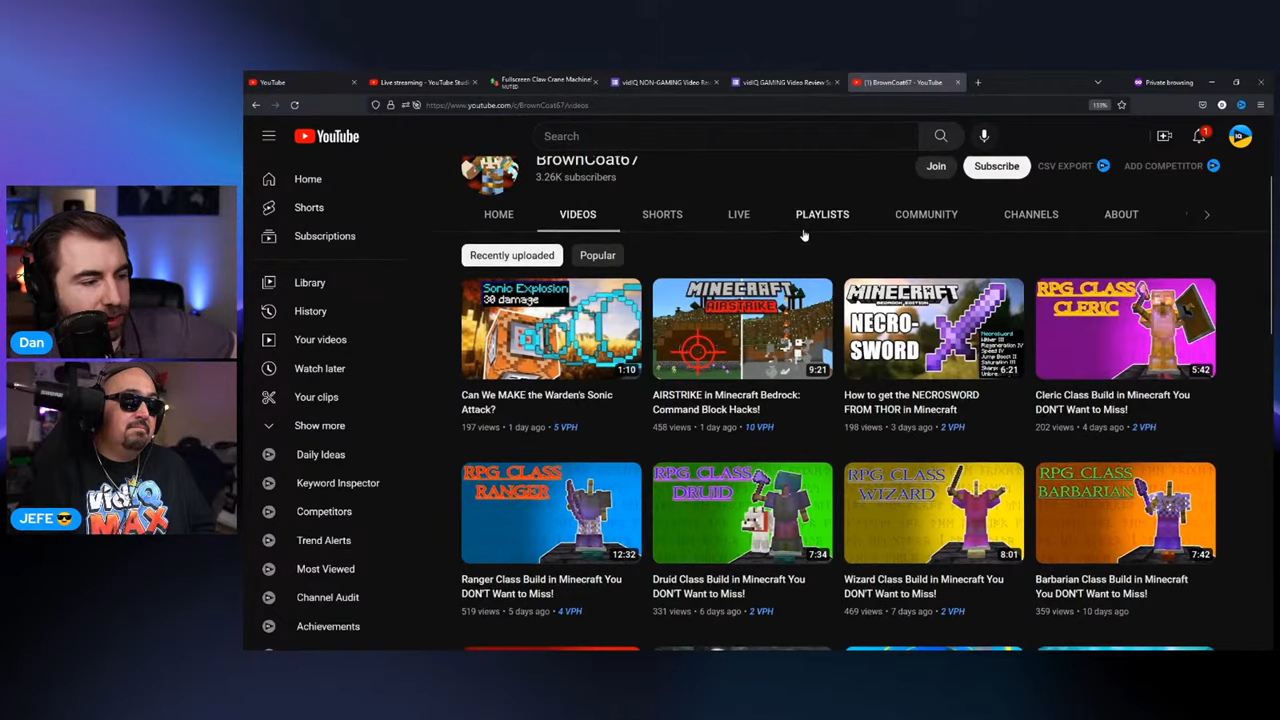 YouTube
Live streaming - YouTube Studi
Fullscreen Claw Crane Machine!
MUTED
vidIQ NON-GAMING Video Re
vidIQ GAMING Video Review S
(1) BrownCoat67 - YouTube
Private browsing
https://www.youtube.com/c/BrownCoat67/videos
133%
YouTube
Search
1
IQ
BrownCoat67
3.26K subscribers
Join
Subscribe
CSV EXPORT
ADD COMPETITOR
HOME
VIDEOS
SHORTS
LIVE
PLAYLISTS
COMMUNITY
CHANNELS
ABOUT
Recently uploaded
Popular
Home
Shorts
Subscriptions
Library
History
Your videos
Watch later
Your clips
Show more
Daily Ideas
Keyword Inspector
Competitors
Trend Alerts
Most Viewed
Channel Audit
Achievements
Sonic Explosion
30 damage
1:10
Can We MAKE the Warden's Sonic
Attack?
197 views • 1 day ago • 5 VPH
MINECRAFT
AIRSTRIKE
9:21
AIRSTRIKE in Minecraft Bedrock:
Command Block Hacks!
458 views • 1 day ago • 10 VPH
MINECRAFT
NECRO-
SWORD
Necrosword
6:21
How to get the NECROSWORD
FROM THOR in Minecraft
198 views • 3 days ago • 2 VPH
RPG CLASS
CLERIC
5:42
Cleric Class Build in Minecraft You
DON'T Want to Miss!
202 views • 4 days ago • 2 VPH
RPG CLASS
RANGER
12:32
Ranger Class Build in Minecraft You
DON'T Want to Miss!
519 views • 5 days ago • 4 VPH
RPG CLASS
DRUID
7:34
Druid Class Build in Minecraft You
DON'T Want to Miss!
331 views • 6 days ago • 2 VPH
RPG CLASS
WIZARD
8:01
Wizard Class Build in Minecraft You
DON'T Want to Miss!
469 views • 7 days ago • 2 VPH
RPG CLASS
BARBARIAN
7:42
Barbarian Class Build in Minecraft
You DON'T Want to Miss!
359 views • 10 days ago
Dan
vidIQ
MAX
JEFE 😎